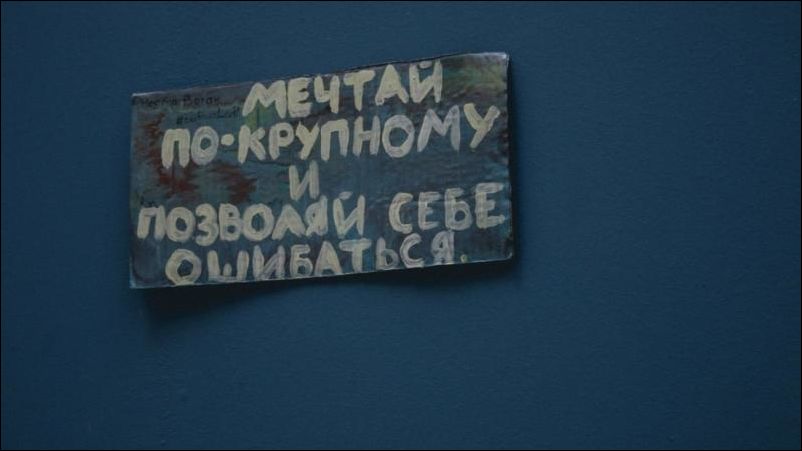 МЕЧТАЙ
ПО-КРУПНОМУ
И
ПОЗВОЛЯЙ СЕБЕ
ОШИБАТЬСЯ.